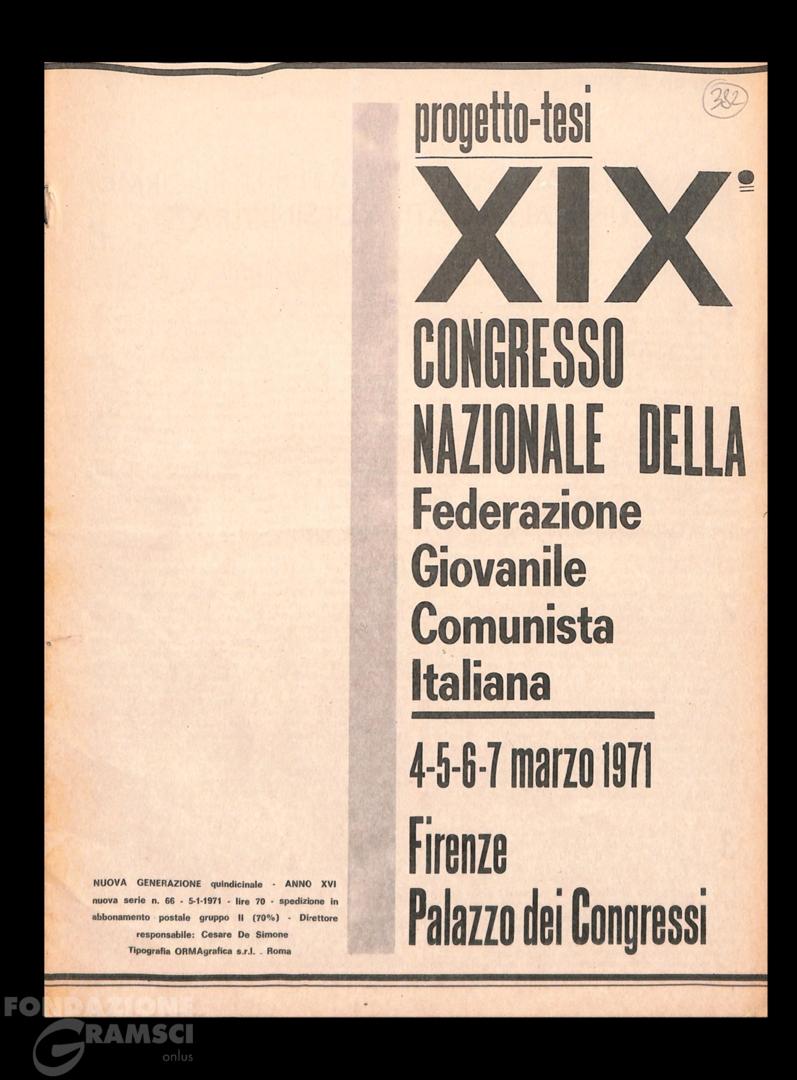 382
progetto-tesi
XIX°
CONGRESSO
NAZIONALE DELLA
Federazione
Giovanile
Comunista
Italiana
4-5-6-7 marzo 1971
Firenze
Palazzo dei Congressi
NUOVA GENERAZIONE quindicinale - ANNO XVI
nuova serie n. 66 - 5-1-1971 - lire 70 - spedizione in
abbonamento postale gruppo II (70%) - Direttore
responsabile: Cesare De Simone
Tipografia ORMAgrafica s.r.l. - Roma
FONDAZIONE
GRAMSCI
onlus